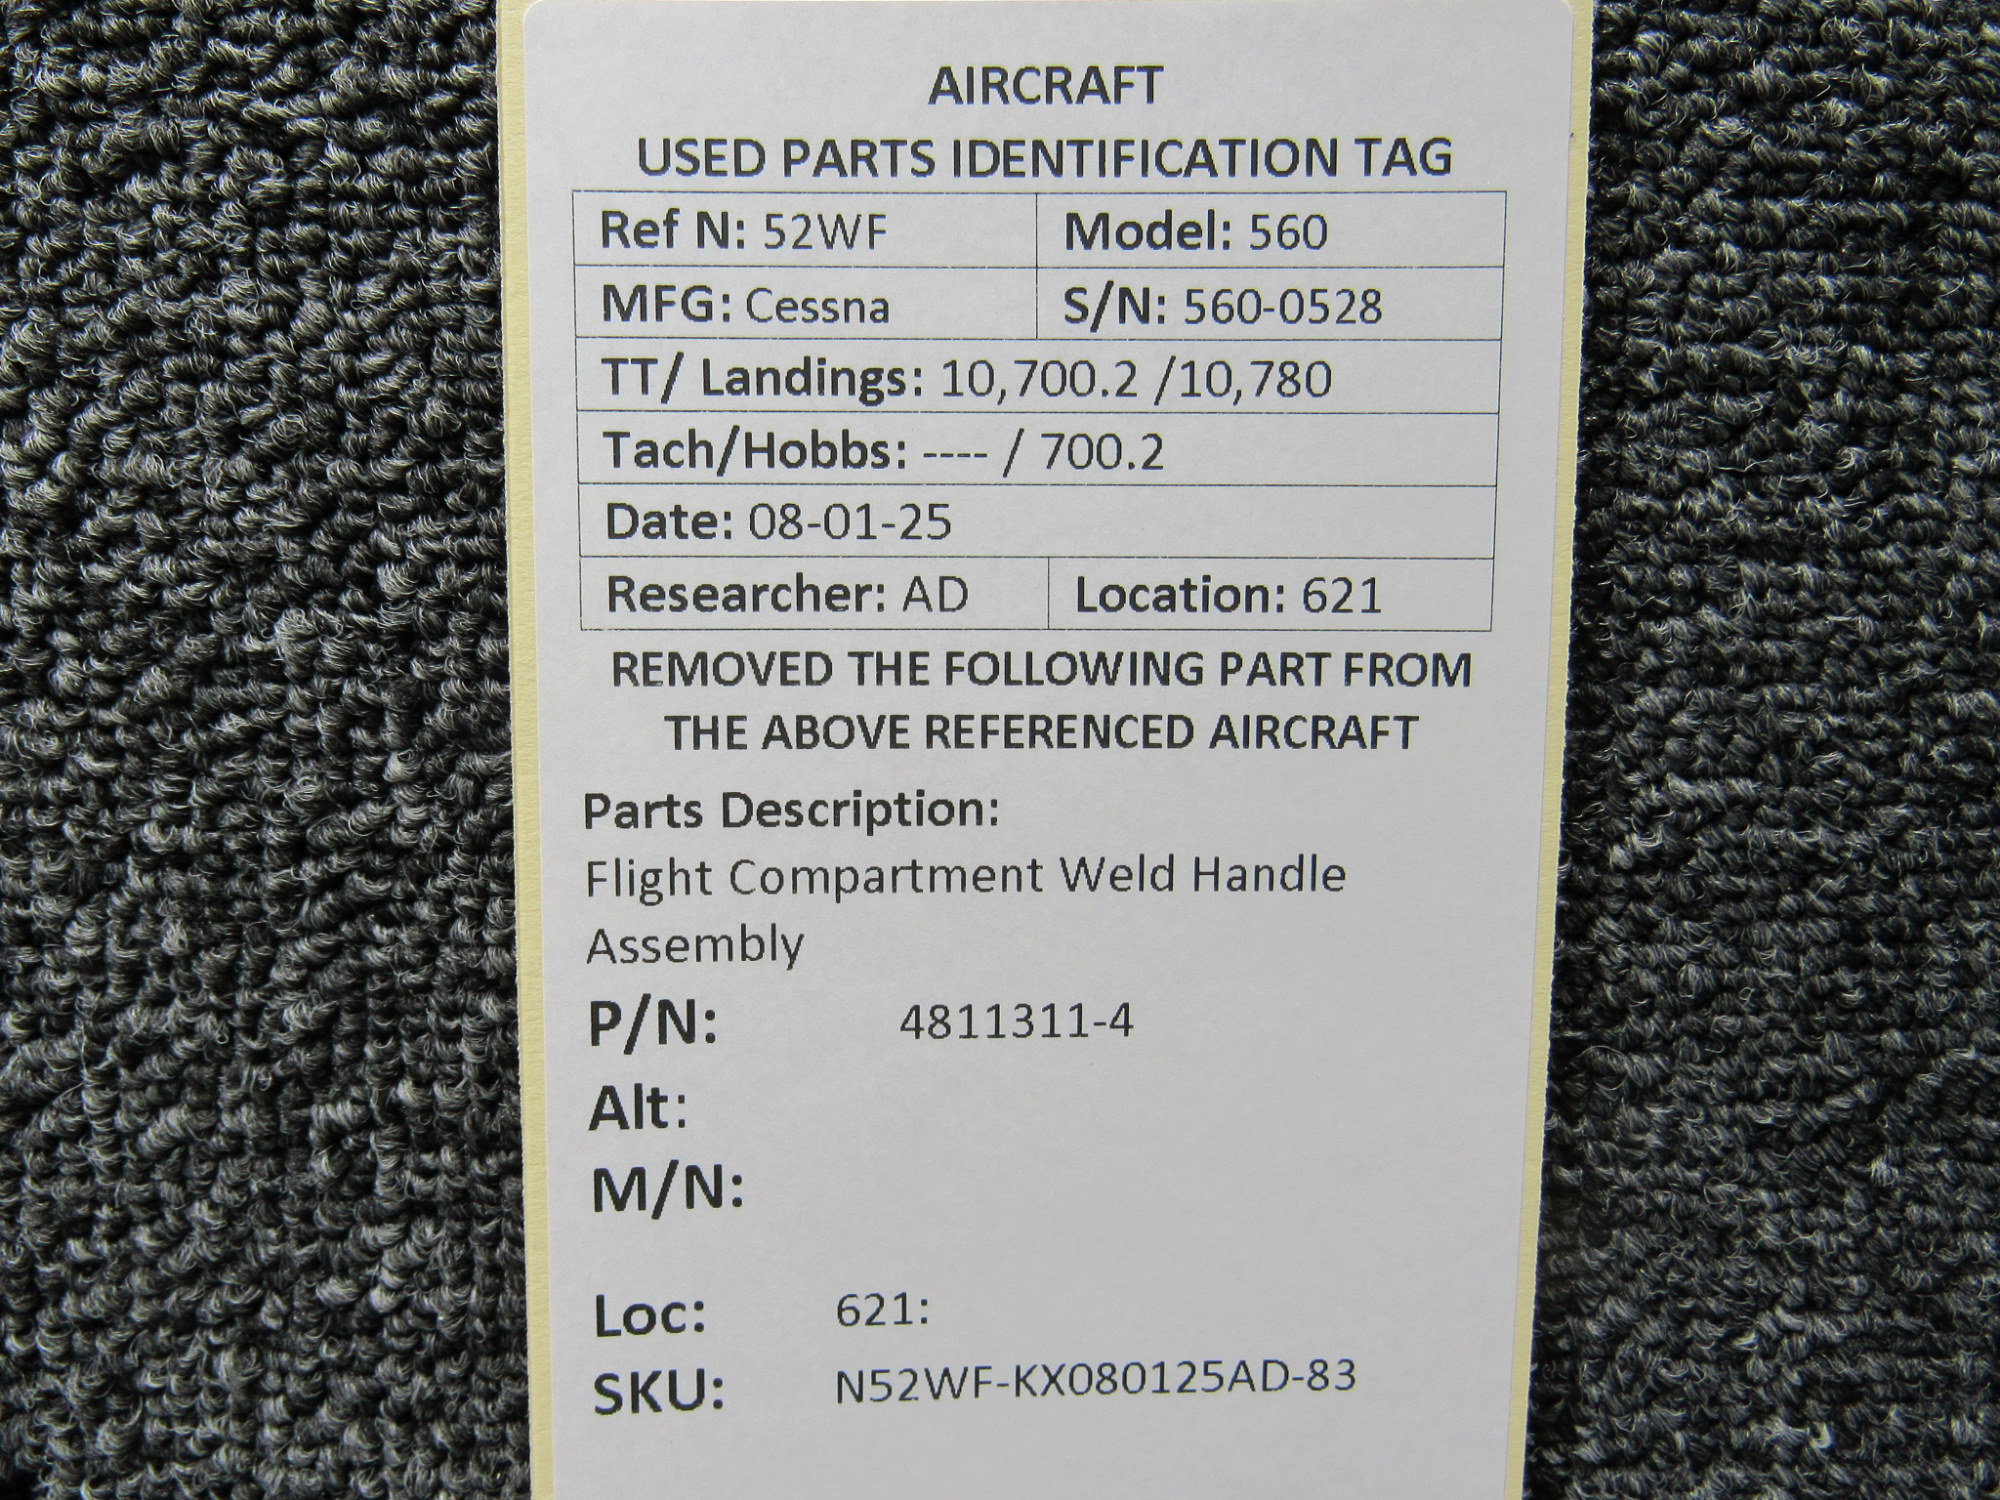 AIRCRAFT
USED PARTS IDENTIFICATION TAG
Ref N: 52WF Model: 560
MFG: Cessna S/N: 560-0528
TT/ Landings: 10,700.2 /10,780
Tach/Hobbs: ---- / 700.2
Date: 08-01-25
Researcher: AD Location: 621
REMOVED THE FOLLOWING PART FROM
THE ABOVE REFERENCED AIRCRAFT
Parts Description:
Flight Compartment Weld Handle
Assembly
P/N: 4811311-4
Alt:
M/N:
Loc: 621:
SKU: N52WF-KX080125AD-83